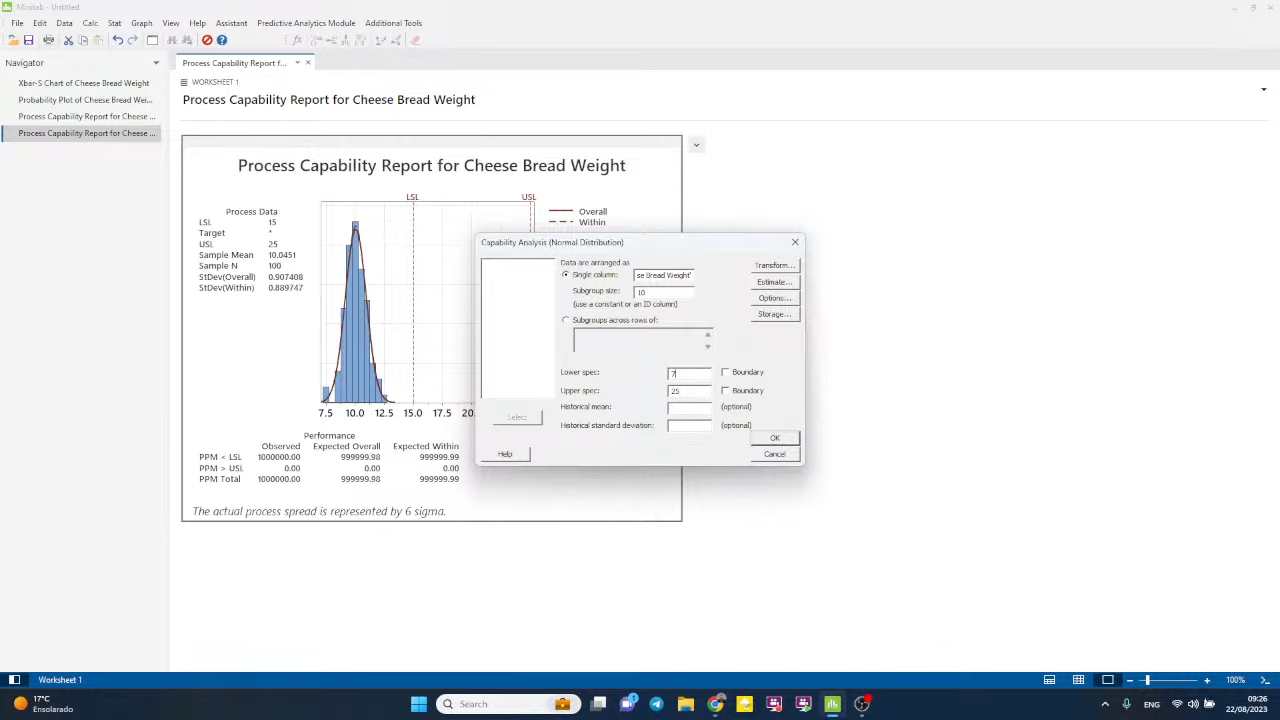 Minitab - Untitled
File Edit Data Calc Stat Graph View Help Assistant Predictive Analytics Module Additional Tools
Navigator
Process Capability Report f...
Xbar-S Chart of Cheese Bread Weight
Probability Plot of Cheese Bread Wei...
Process Capability Report for Cheese ...
Process Capability Report for Cheese ...
WORKSHEET 1
Process Capability Report for Cheese Bread Weight
Process Capability Report for Cheese Bread Weight
LSL USL
Process Data
LSL 15
Target *
USL 25
Sample Mean 10.0451
Sample N 100
StDev(Overall) 0.907408
StDev(Within) 0.889747
Overall
Within
7.5 10.0 12.5 15.0 17.5 20.
Performance
Observed Expected Overall Expected Within
PPM < LSL 1000000.00 999999.98 999999.99
PPM > USL 0.00 0.00 0.00
PPM Total 1000000.00 999999.98 999999.99
The actual process spread is represented by 6 sigma.
Capability Analysis (Normal Distribution)
Data are arranged as
Single column: se Bread Weight'
Subgroup size: 10
(use a constant or an ID column)
Subgroups across rows of:
Lower spec: 7 Boundary
Upper spec: 25 Boundary
Historical mean: (optional)
Historical standard deviation: (optional)
Transform...
Estimate...
Options...
Storage...
Select
Help
OK
Cancel
Worksheet 1
100%
17°C
Ensolarado
Search
1
ENG
09:26
22/08/2023